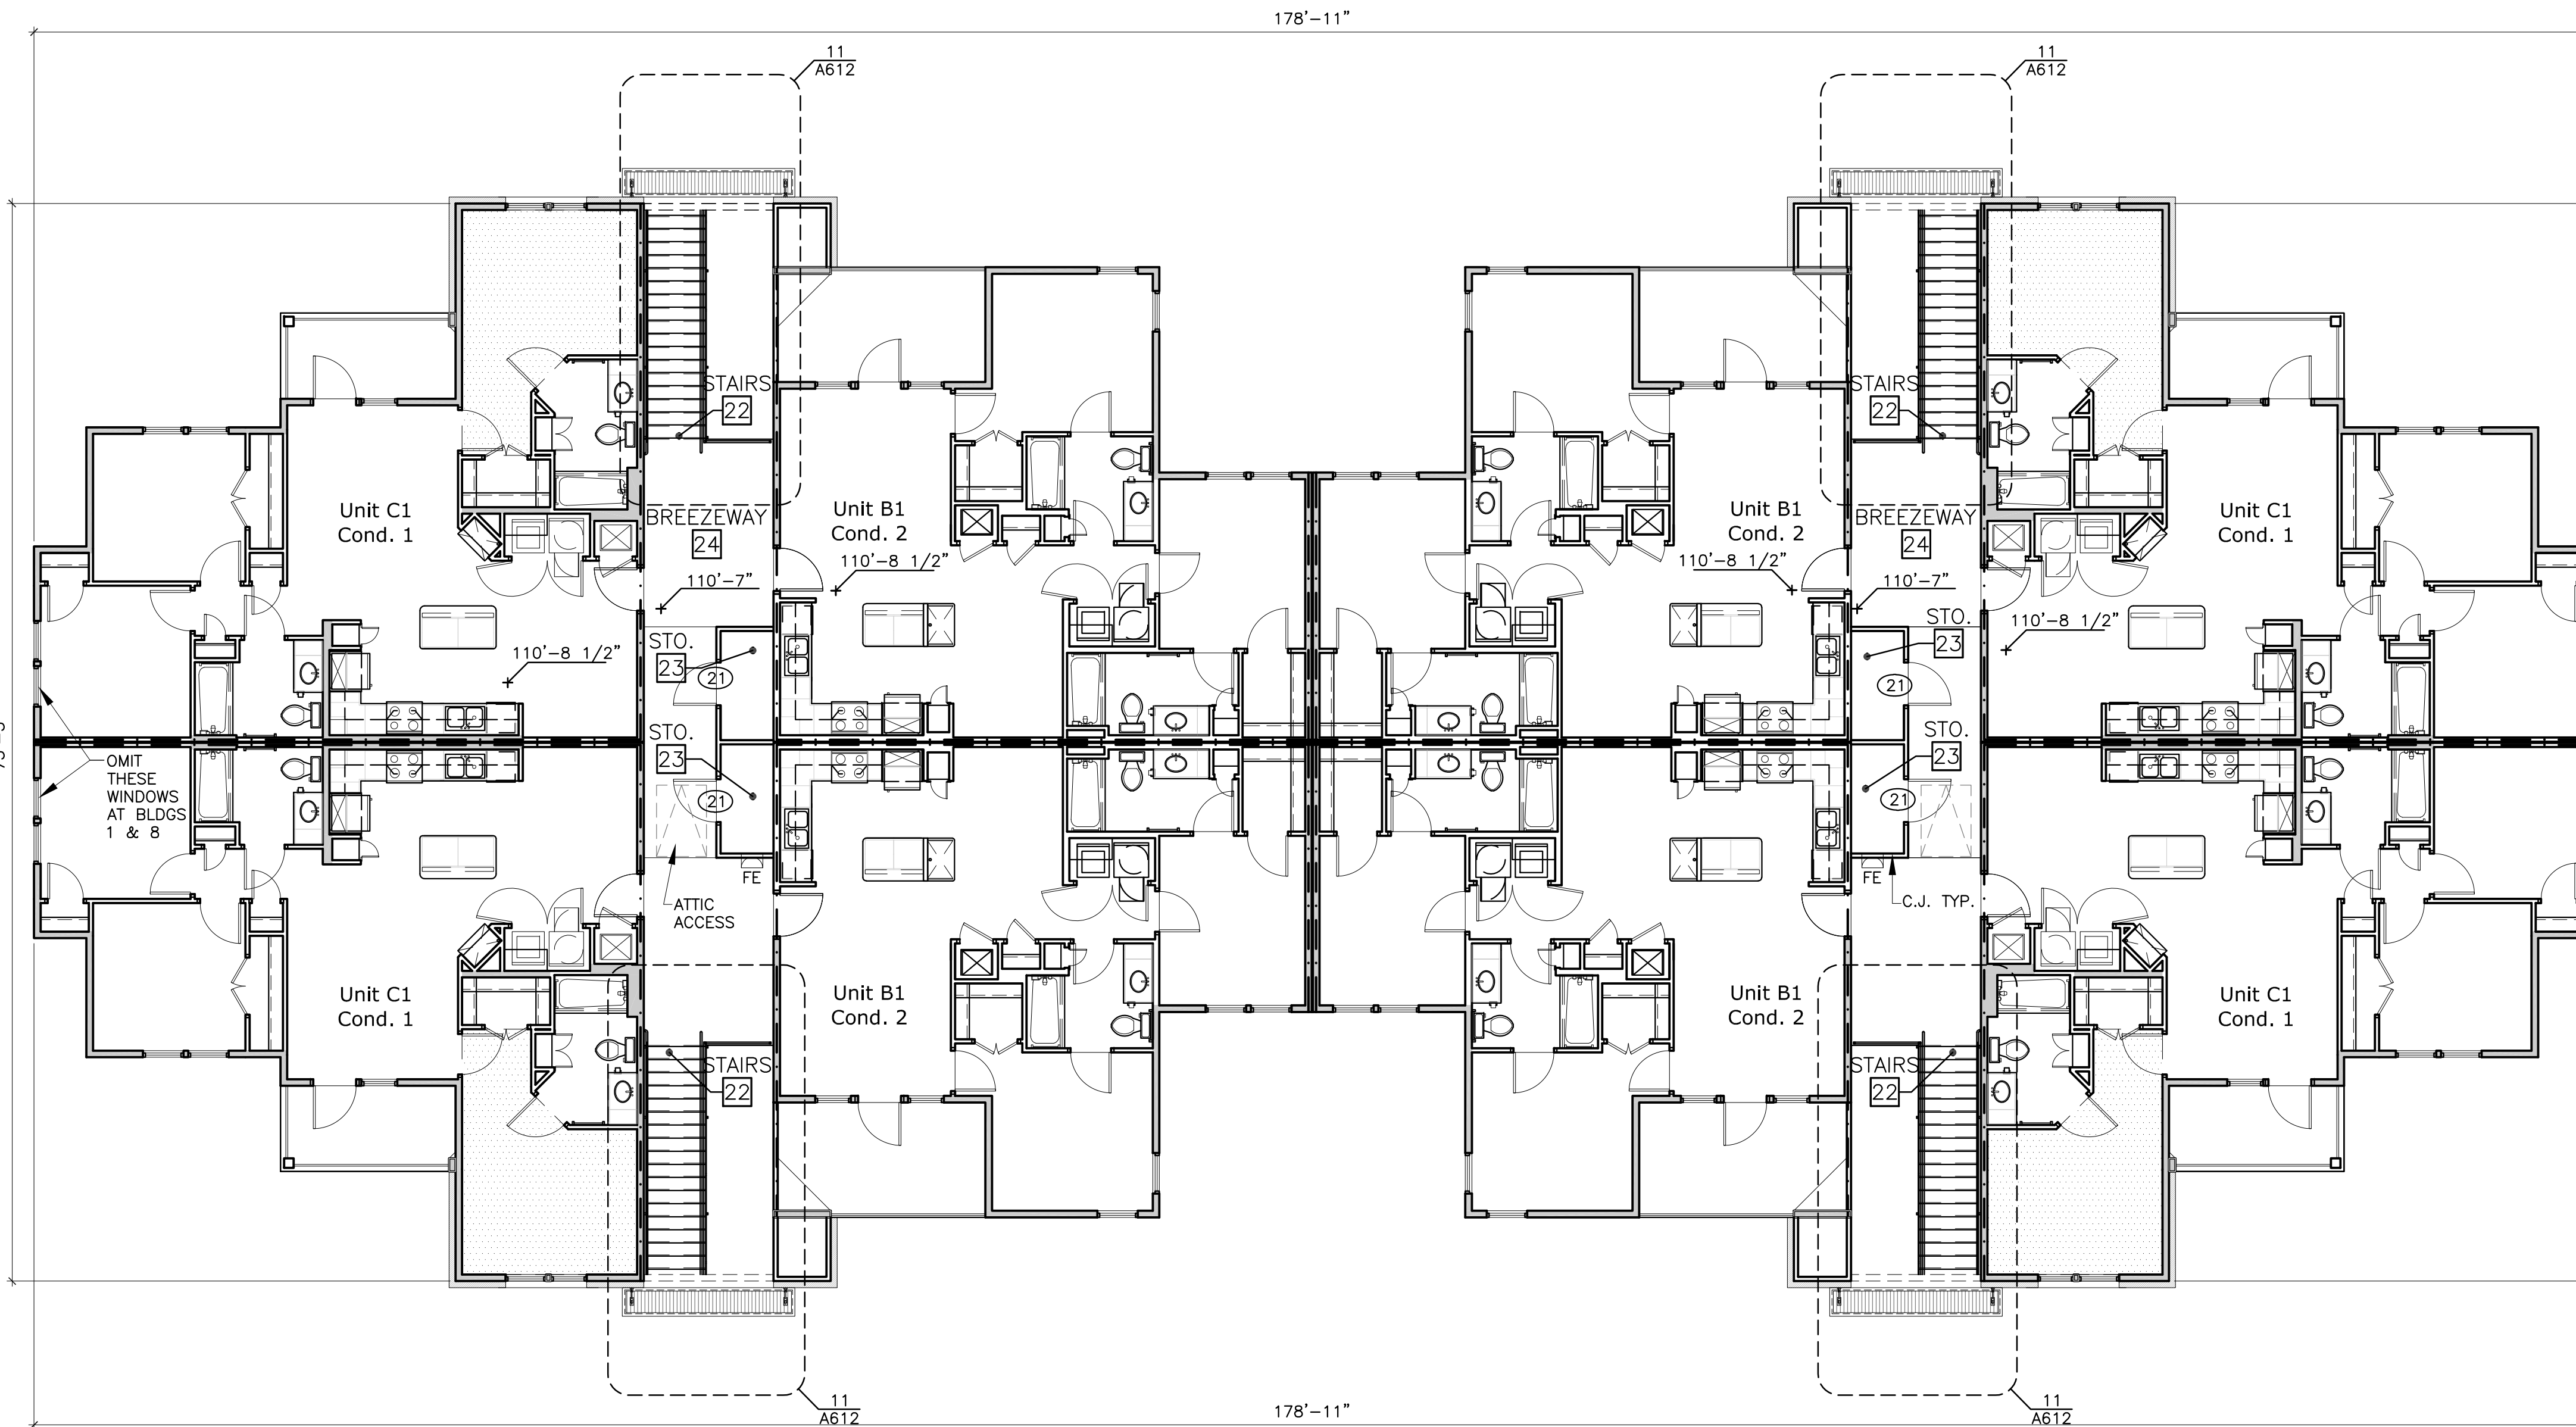 178'-11"
11
A612
11
A612
STAIRS
22
STAIRS
22
Unit C1
Cond. 1
BREEZEWAY
24
Unit B1
Cond. 2
Unit B1
Cond. 2
BREEZEWAY
24
Unit C1
Cond. 1
110'-7"
110'-8 1/2"
110'-8 1/2"
110'-7"
110'-8 1/2"
STO.
23
21
110'-8 1/2"
STO.
23
21
STO.
23
21
STO.
23
21
OMIT
THESE
WINDOWS
AT BLDGS
1 & 8
FE
FE
ATTIC
ACCESS
C.J. TYP.
Unit C1
Cond. 1
Unit B1
Cond. 2
Unit B1
Cond. 2
Unit C1
Cond. 1
STAIRS
22
STAIRS
22
11
A612
178'-11"
11
A612